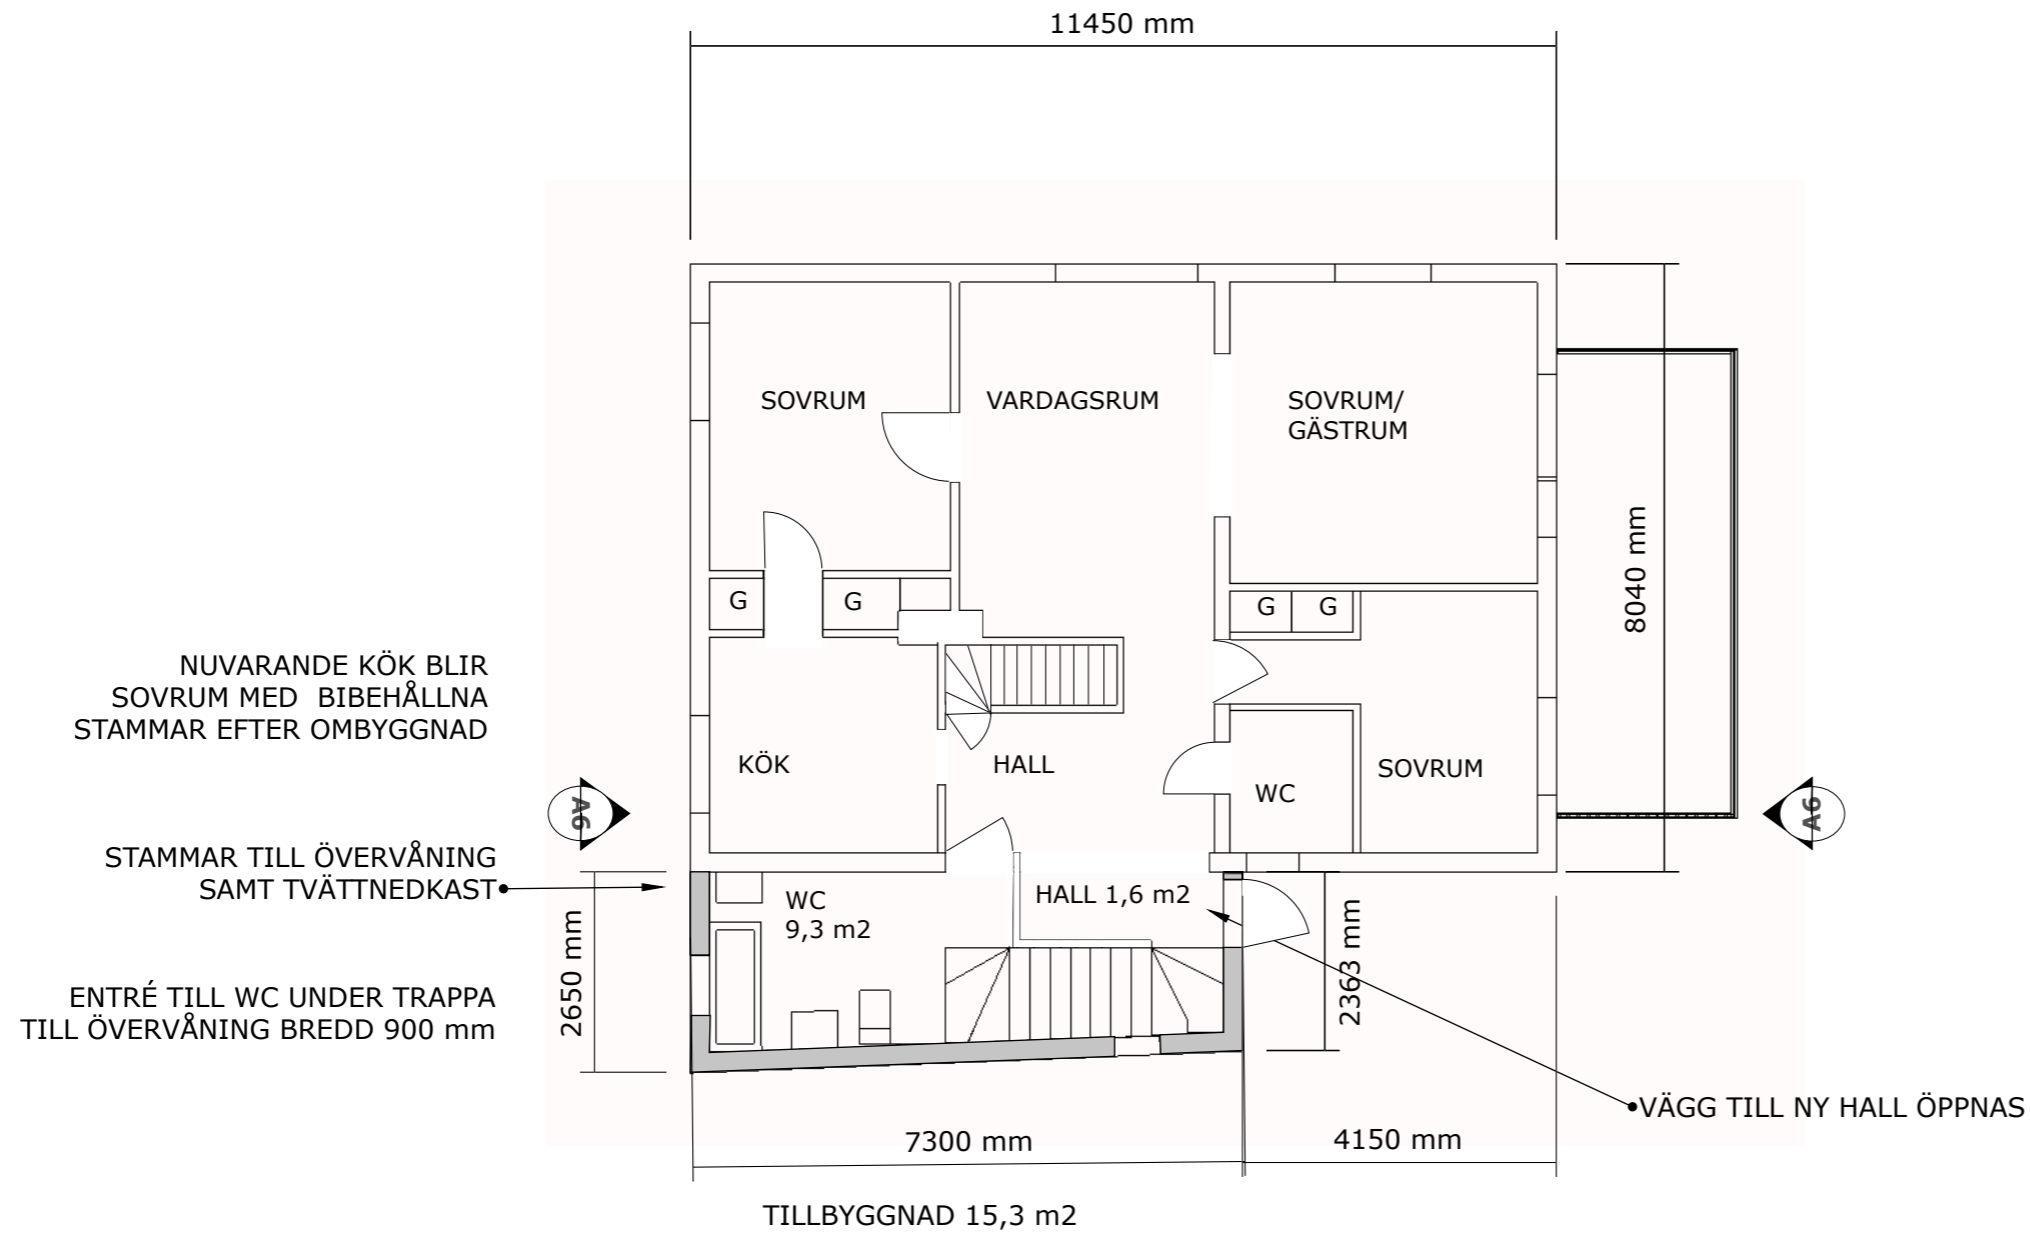 11450 mm
SOVRUM
VARDAGSRUM
SOVRUM/
GÄSTRUM
8040 mm
G
G
G
G
NUVARANDE KÖK BLIR
SOVRUM MED  BIBEHÅLLNA
STAMMAR EFTER OMBYGGNAD
KÖK
HALL
WC
SOVRUM
A6
A6
STAMMAR TILL ÖVERVÅNING
SAMT TVÄTTNEDKAST
WC
9,3 m2
HALL 1,6 m2
2650 mm
2363 mm
ENTRÉ TILL WC UNDER TRAPPA
TILL ÖVERVÅNING BREDD 900 mm
VÄGG TILL NY HALL ÖPPNAS
7300 mm
4150 mm
TILLBYGGNAD 15,3 m2